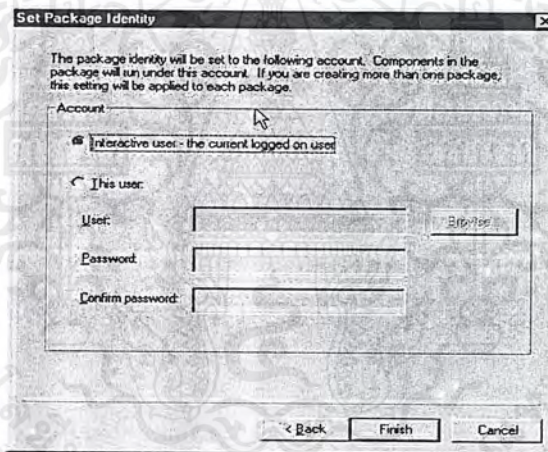 Set Package Identity
The package identity will be set to the following account. Components in the
package will run under this account. If you are creating more than one package,
this setting will be applied to each package.
Account
Interactive user - the current logged on user
This user:
User:
Browse...
Password:
Confirm password:
< Back
Finish
Cancel